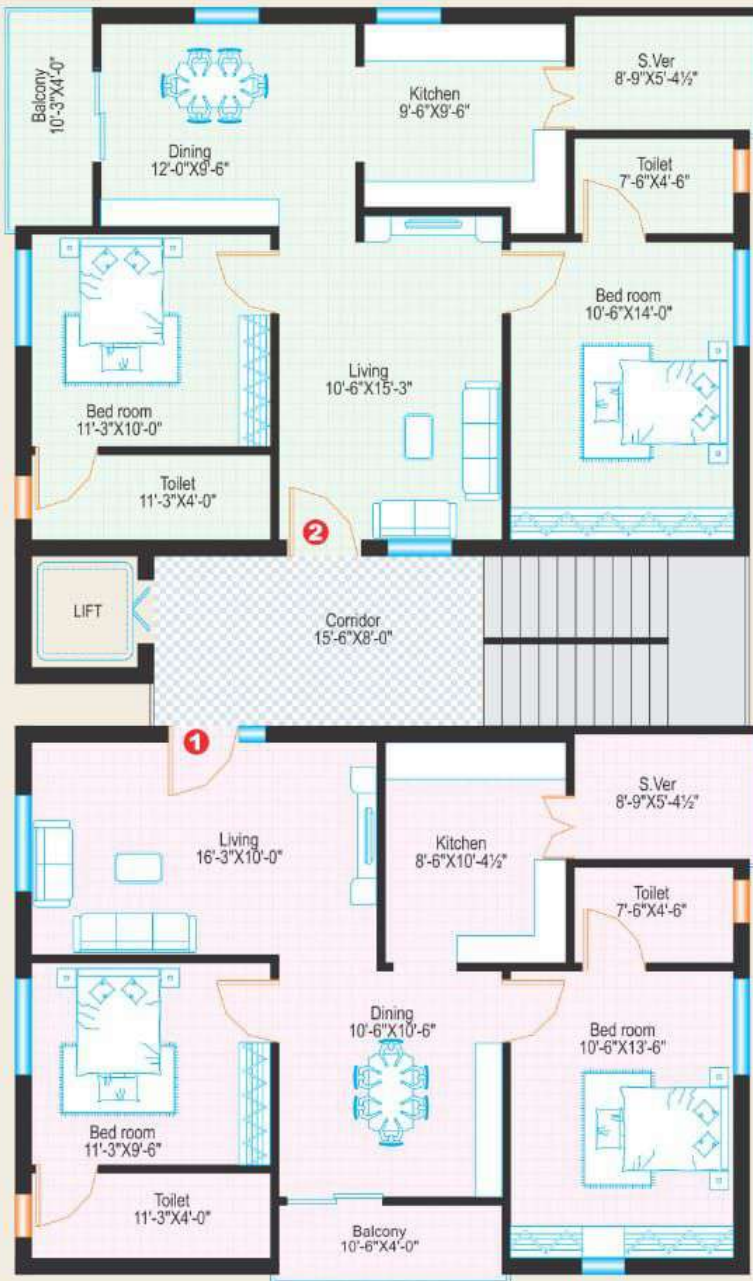 Balcony
10'-3"X4'-0"
Dining
12'-0"X9'-6"
Kitchen
9'-6"X9'-6"
S.Ver
8'-9"X5'-4½"
Toilet
7'-6"X4'-6"
Bed room
11'-3"X10'-0"
Living
10'-6"X15'-3"
Bed room
10'-6"X14'-0"
Toilet
11'-3"X4'-0"
2
LIFT
Corridor
15'-6"X8'-0"
1
Living
16'-3"X10'-0"
Kitchen
8'-6"X10'-4½"
S.Ver
8'-9"X5'-4½"
Toilet
7'-6"X4'-6"
Bed room
11'-3"X9'-6"
Dining
10'-6"X10'-6"
Bed room
10'-6"X13'-6"
Toilet
11'-3"X4'-0"
Balcony
10'-6"X4'-0"